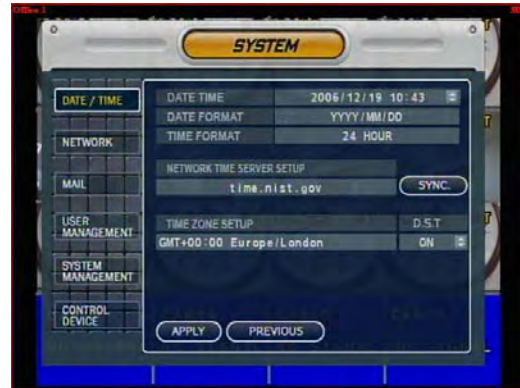 Office 1
SYSTEM
DATE / TIME
NETWORK
MAIL
USER MANAGEMENT
SYSTEM MANAGEMENT
CONTROL DEVICE
DATE TIME 2006/12/19 10:43
DATE FORMAT YYYY/MM/DD
TIME FORMAT 24 HOUR
NETWORK TIME SERVER SETUP
time.nist.gov SYNC.
TIME ZONE SETUP D.S.T
GMT+00:00 Europe/London ON
APPLY PREVIOUS